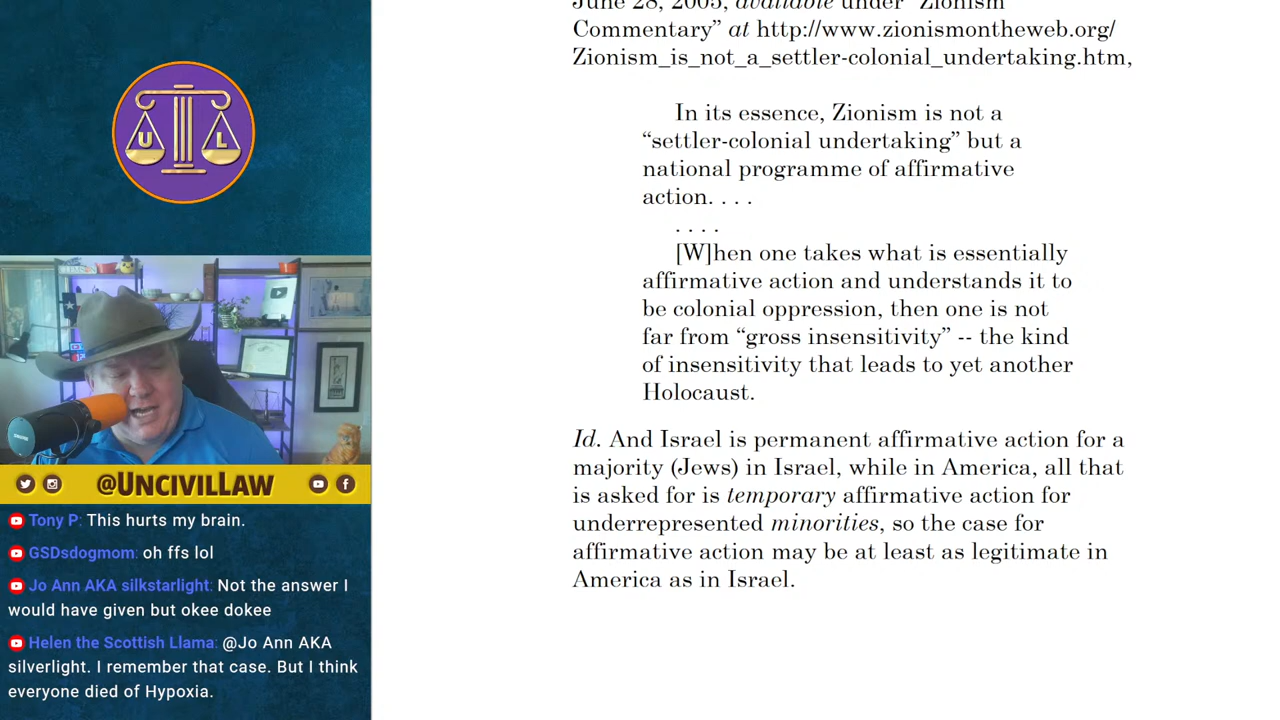 June 28, 2005, available under "Zionism
Commentary" at http://www.zionismontheweb.org/
Zionism_is_not_a_settler-colonial_undertaking.htm,
In its essence, Zionism is not a
“settler-colonial undertaking” but a
national programme of affirmative
action. . . .
. . . .
[W]hen one takes what is essentially
affirmative action and understands it to
be colonial oppression, then one is not
far from “gross insensitivity” -- the kind
of insensitivity that leads to yet another
Holocaust.
Id. And Israel is permanent affirmative action for a
majority (Jews) in Israel, while in America, all that
is asked for is temporary affirmative action for
underrepresented minorities, so the case for
affirmative action may be at least as legitimate in
America as in Israel.
U L
@UNCIVILLAW
Tony P: This hurts my brain.
GSDsdogmom: oh ffs lol
Jo Ann AKA silkstarlight: Not the answer I
would have given but okee dokee
Helen the Scottish Llama: @Jo Ann AKA
silverlight. I remember that case. But I think
everyone died of Hypoxia.